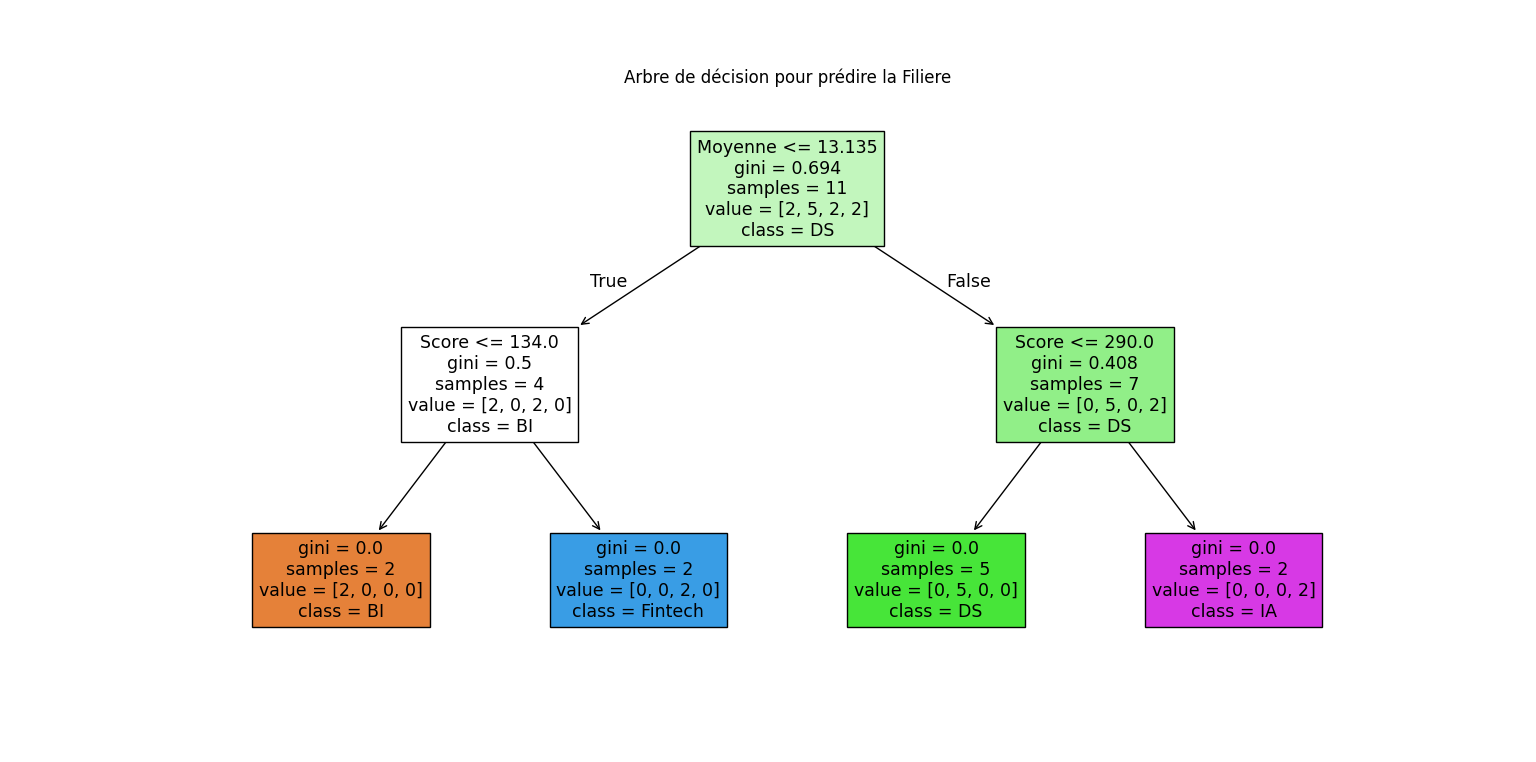 Arbre de décision pour prédire la Filiere
Moyenne <= 13.135
gini = 0.694
samples = 11
value = [2, 5, 2, 2]
class = DS
True
False
Score <= 134.0
gini = 0.5
samples = 4
value = [2, 0, 2, 0]
class = BI
Score <= 290.0
gini = 0.408
samples = 7
value = [0, 5, 0, 2]
class = DS
gini = 0.0
samples = 2
value = [2, 0, 0, 0]
class = BI
gini = 0.0
samples = 2
value = [0, 0, 2, 0]
class = Fintech
gini = 0.0
samples = 5
value = [0, 5, 0, 0]
class = DS
gini = 0.0
samples = 2
value = [0, 0, 0, 2]
class = IA